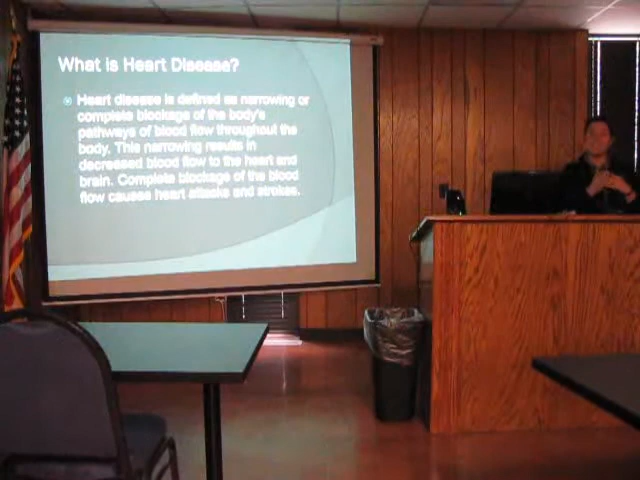 What is Heart Disease?
Heart disease is defined as narrowing or
complete blockage of the body's
pathways of blood flow throughout the
body. This narrowing results in
decreased blood flow to the heart and
brain. Complete blockage of the blood
flow causes heart attacks and strokes.